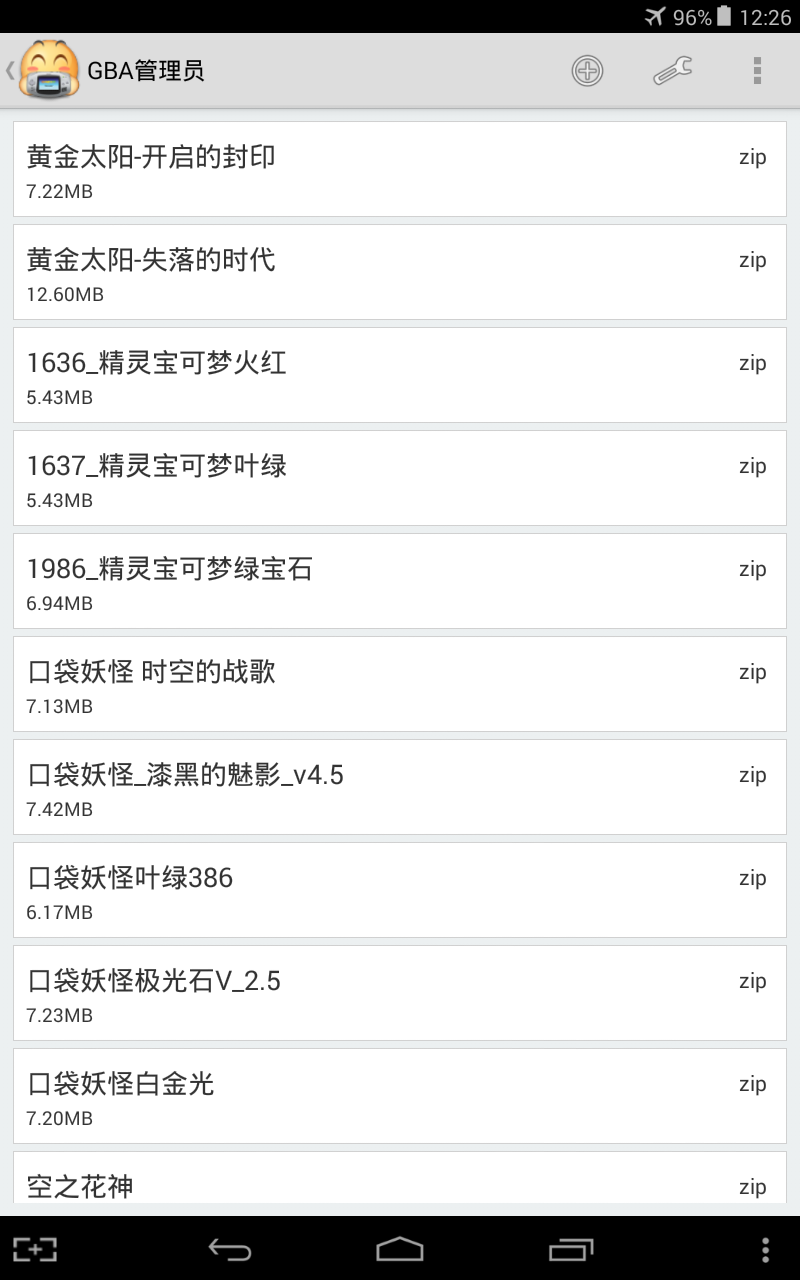 96% 12:26
GBA管理员
黄金太阳-开启的封印 zip
7.22MB
黄金太阳-失落的时代 zip
12.60MB
1636_精灵宝可梦火红 zip
5.43MB
1637_精灵宝可梦叶绿 zip
5.43MB
1986_精灵宝可梦绿宝石 zip
6.94MB
口袋妖怪 时空的战歌 zip
7.13MB
口袋妖怪_漆黑的魅影_v4.5 zip
7.42MB
口袋妖怪叶绿386 zip
6.17MB
口袋妖怪极光石V_2.5 zip
7.23MB
口袋妖怪白金光 zip
7.20MB
空之花神 zip